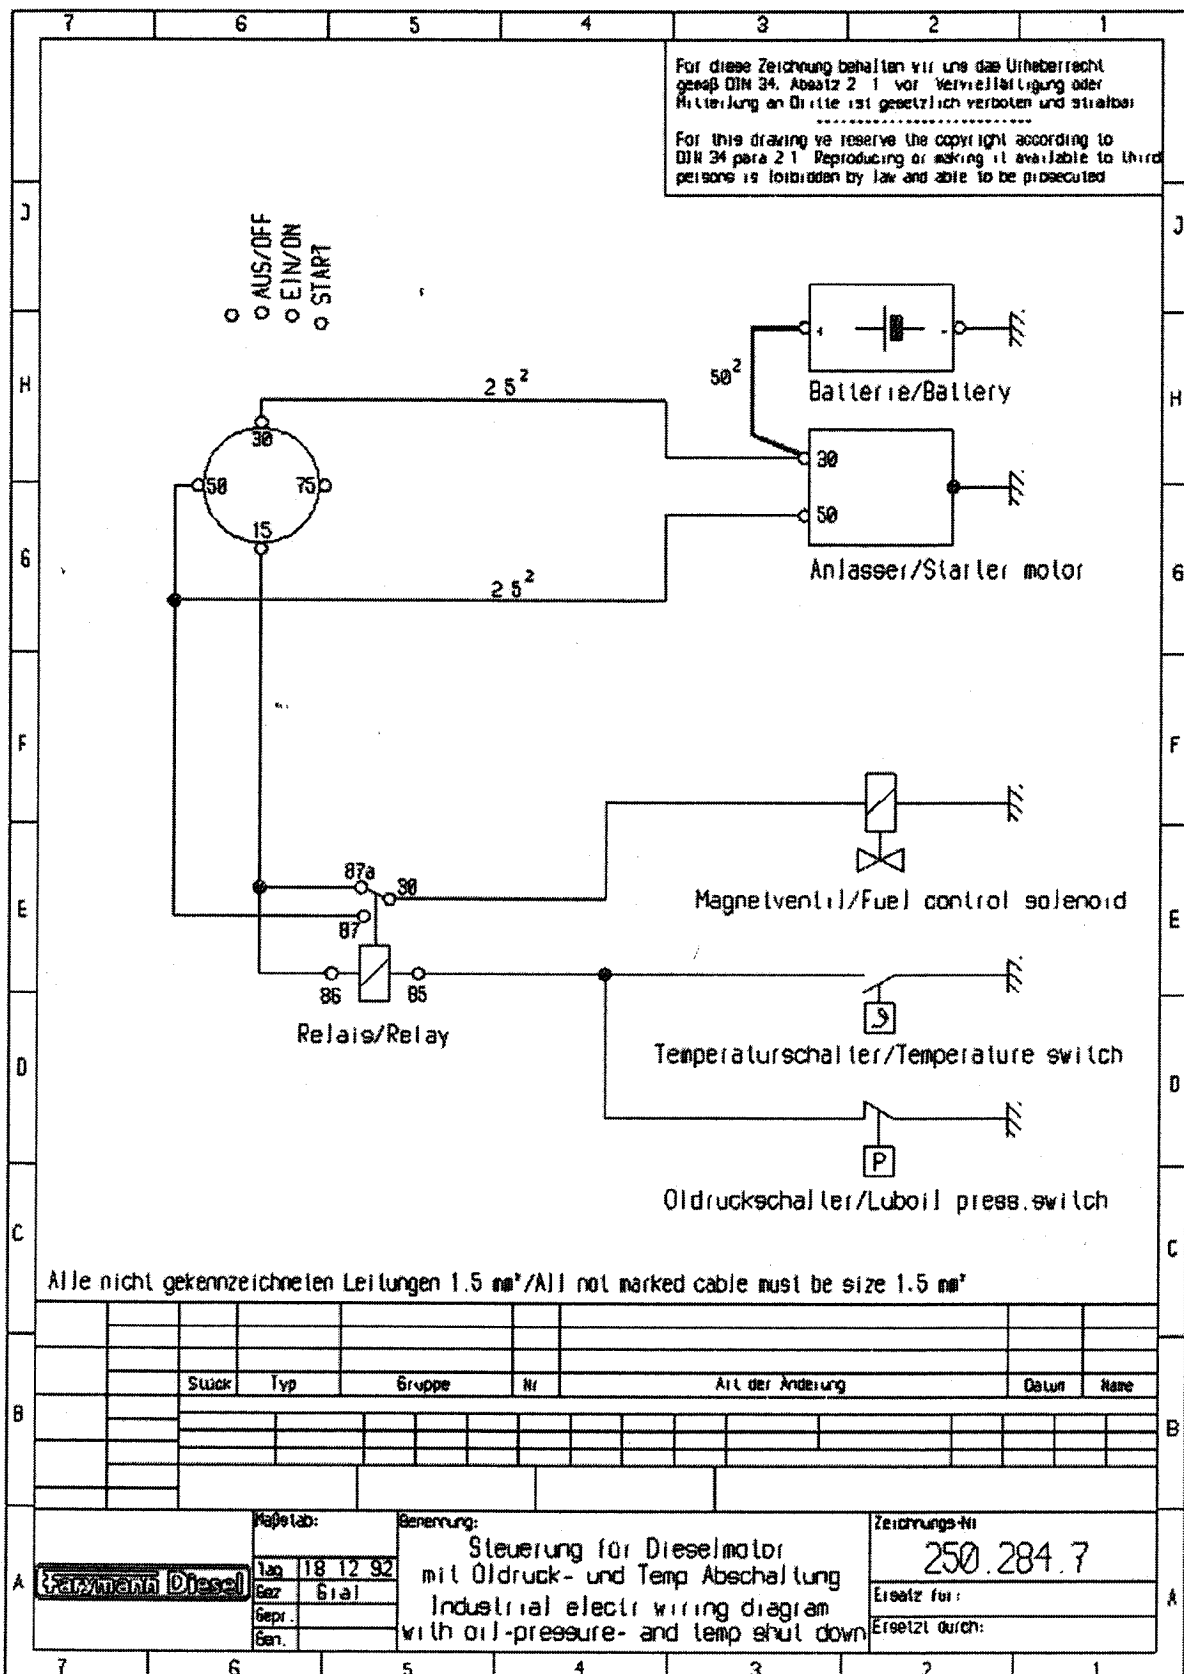 7 6 5 4 3 2 1
Für diese Zeichnung behalten wir uns das Urheberrecht
gemäß DIN 34. Absatz 2 1 vor Vervielfältigung oder
Mitteilung an Dritte ist gesetzlich verboten und strafbar
For this drawing we reserve the copyright according to
DIN 34 para 2 1 Reproducing or making it available to third
persons is forbidden by law and able to be prosecuted
J J
AUS/OFF
EIN/ON
START
+ -
Batterie/Battery
H H
2 5²
50²
30
50 75
15
30
50
Anlasser/Starter motor
G G
2 5²
F F
87a
30
87
86 85
Relais/Relay
Magnetventil/Fuel control solenoid
E E
Temperaturschalter/Temperature switch
D D
P
Oldruckschalter/Luboil press.switch
C C
Alle nicht gekennzeichneten Leitungen 1.5 mm²/All not marked cable must be size 1.5 mm²
Stück Typ Gruppe Nr Art der Änderung Datum Name
B B
Maßstab:
Tag 18 12 92
Bez Graf
Gepr.
Gen.
Benennung:
Steuerung für Dieselmotor
mit Oldruck- und Temp Abschaltung
Industrial electr wiring diagram
with oil-pressure- and temp shut down
Zeichnungs-Nr
250.284.7
Ersatz für:
Ersetzt durch:
Farymann Diesel
A A
7 6 5 4 3 2 1